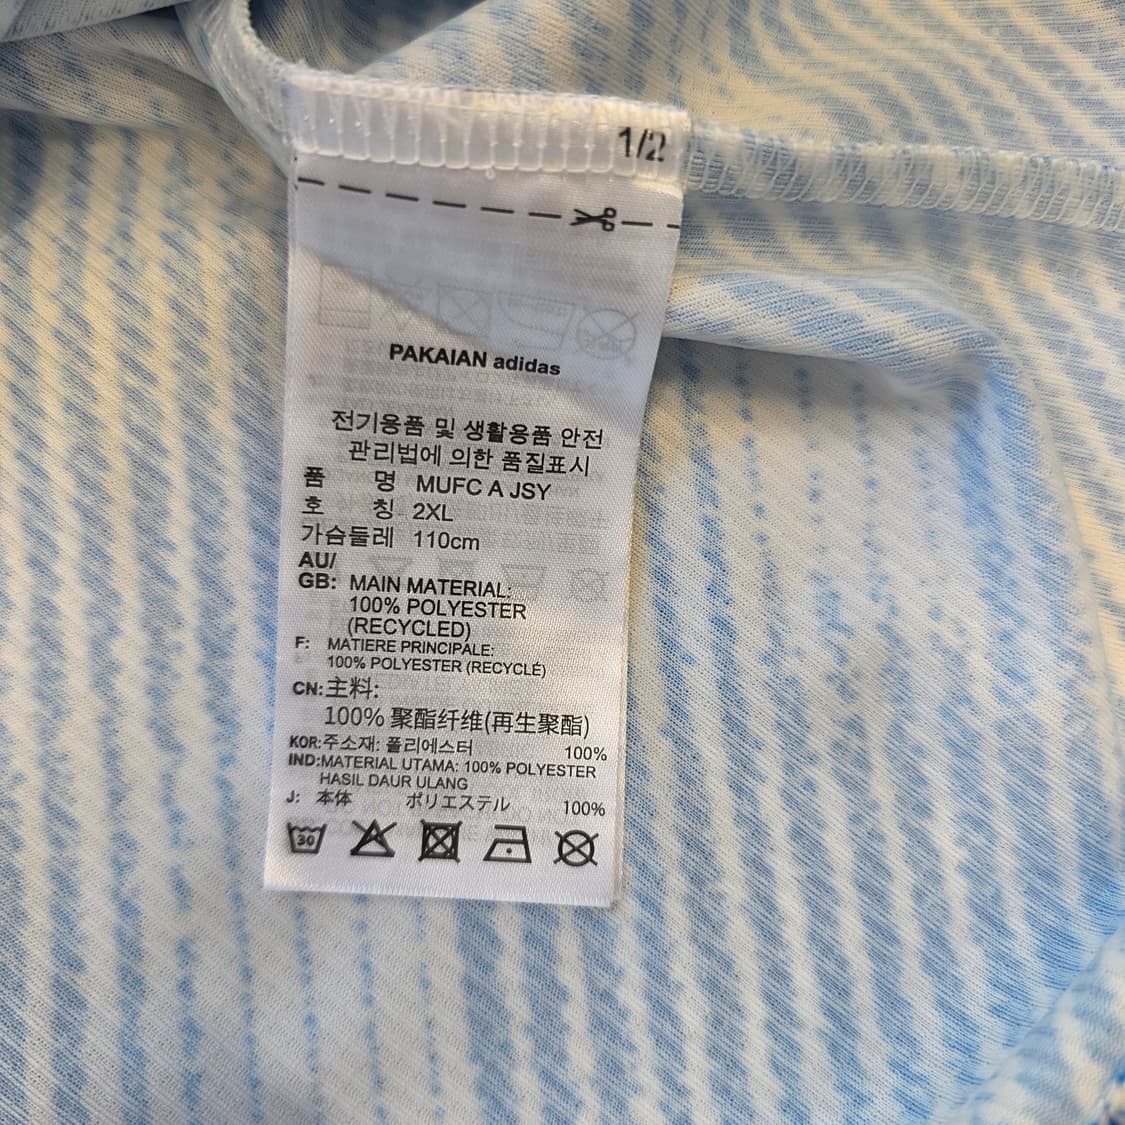 1/2
PAKAIAN adidas
전기용품 및 생활용품 안전
관리법에 의한 품질표시
품 명 MUFC A JSY
호 칭 2XL
가슴둘레 110cm
AU/
GB: MAIN MATERIAL:
100% POLYESTER
(RECYCLED)
F: MATIERE PRINCIPALE:
100% POLYESTER (RECYCLÉ)
CN:主料:
100% 聚酯纤维(再生聚酯)
KOR:주소재: 폴리에스터 100%
IND:MATERIAL UTAMA: 100% POLYESTER
HASIL DAUR ULANG
J: 本体 ポリエステル 100%
30